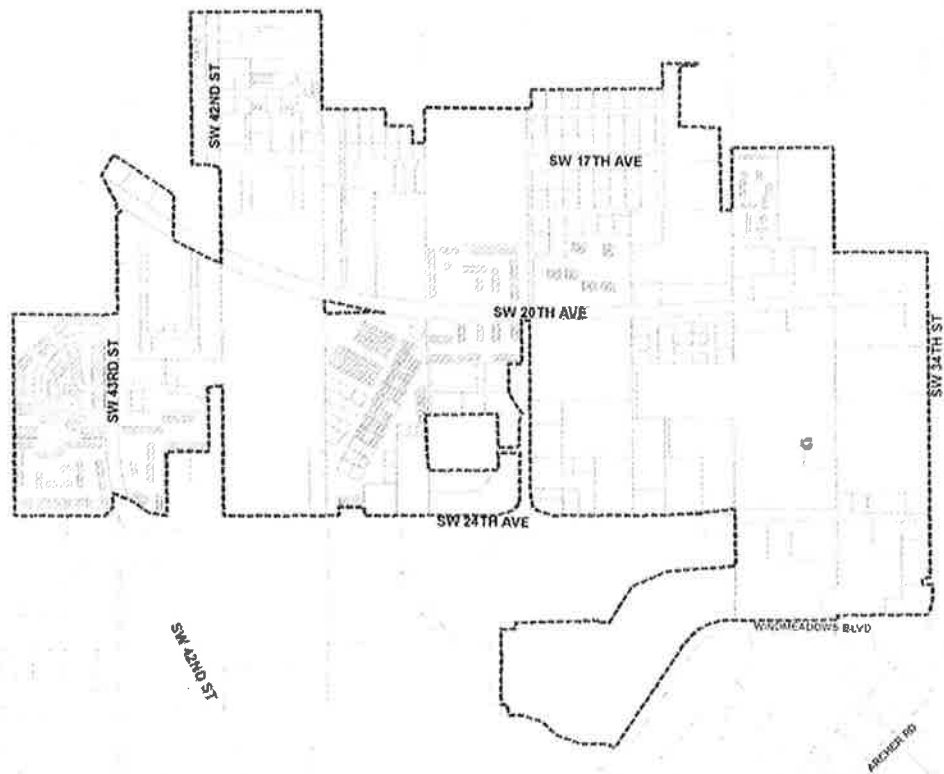 SW 42ND ST
SW 17TH AVE
SW 20TH AVE
SW 34TH ST
SW 43RD ST
G
SW 24TH AVE
WINDMEADOWS BLVD
SW 42ND ST
ARCHER RD